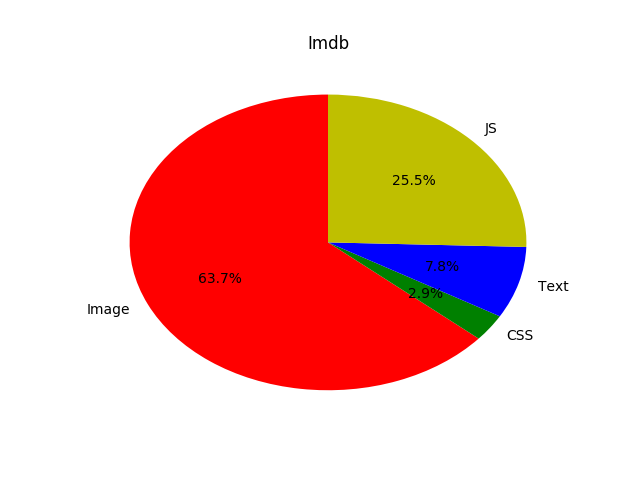 Imdb
JS
25.5%
7.8%
63.7%
Text
2.9%
Image
CSS